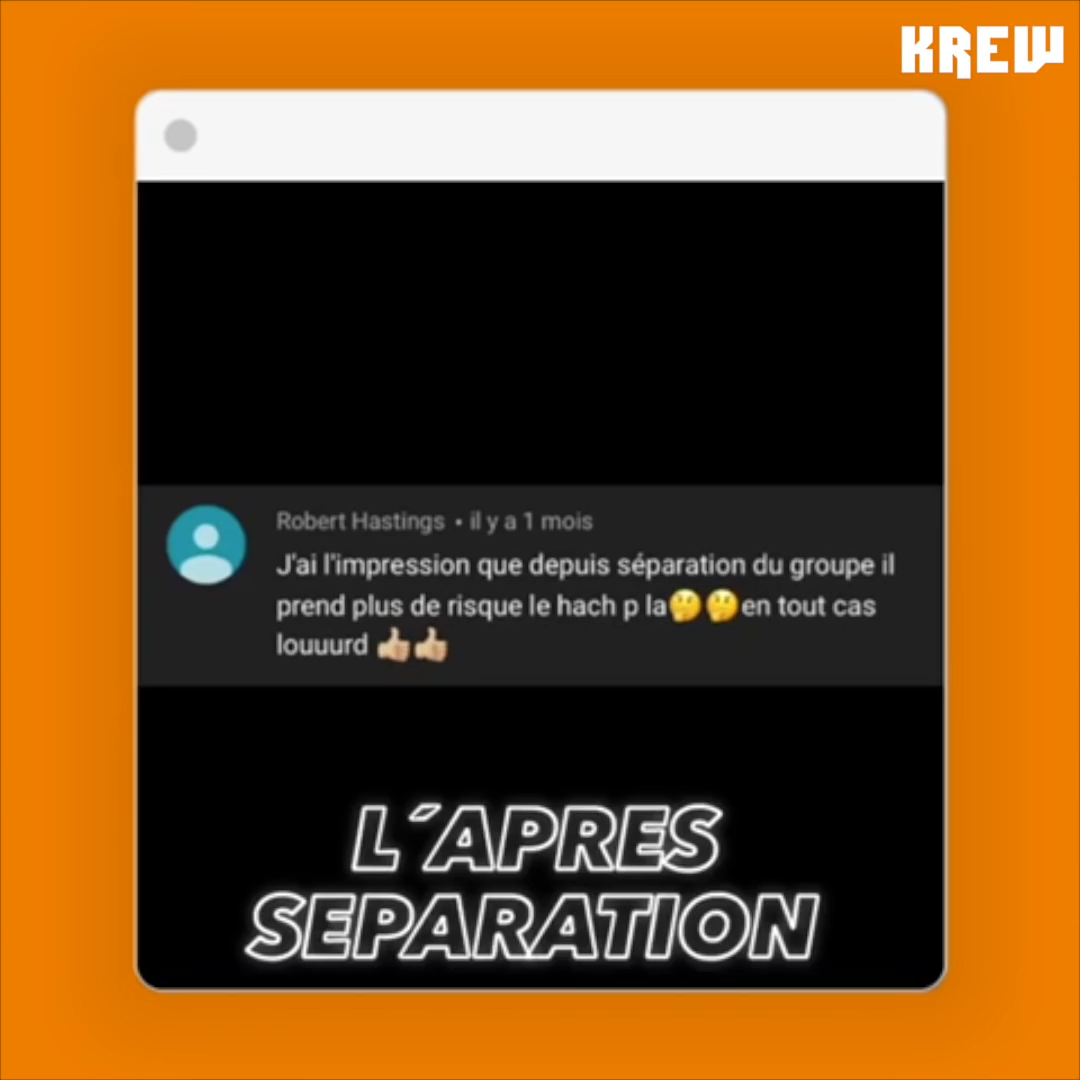 KREW
Robert Hastings • il y a 1 mois
J'ai l'impression que depuis séparation du groupe il
prend plus de risque le hach p la🤔🤔en tout cas
louuurd 👍🏼👍🏼
L´APRES
SEPARATION